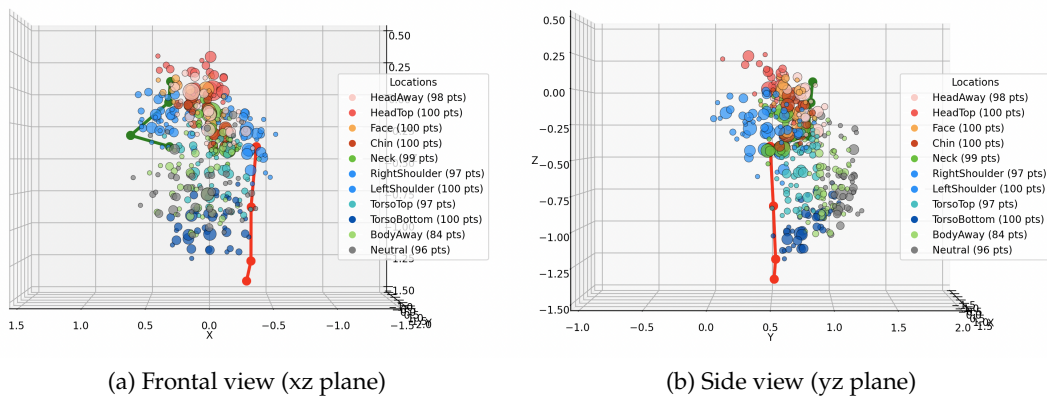 0.50
0.25
Locations
HeadAway (98 pts)
HeadTop (100 pts)
Face (100 pts)
Chin (100 pts)
Neck (99 pts)
RightShoulder (97 pts)
LeftShoulder (100 pts)
TorsoTop (97 pts)
TorsoBottom (100 pts)
BodyAway (84 pts)
Neutral (96 pts)
−1.50
1.5 1.0 0.5 0.0 −0.5 −1.0 −1.5
X
0.50
0.25
0.00
−0.25
Z
−0.50
−0.75
−1.00
−1.25
−1.50
Locations
HeadAway (98 pts)
HeadTop (100 pts)
Face (100 pts)
Chin (100 pts)
Neck (99 pts)
RightShoulder (97 pts)
LeftShoulder (100 pts)
TorsoTop (97 pts)
TorsoBottom (100 pts)
BodyAway (84 pts)
Neutral (96 pts)
−1.0 −0.5 0.0 0.5 1.0 1.5 2.0
Y
X
(a) Frontal view (xz plane)
(b) Side view (yz plane)